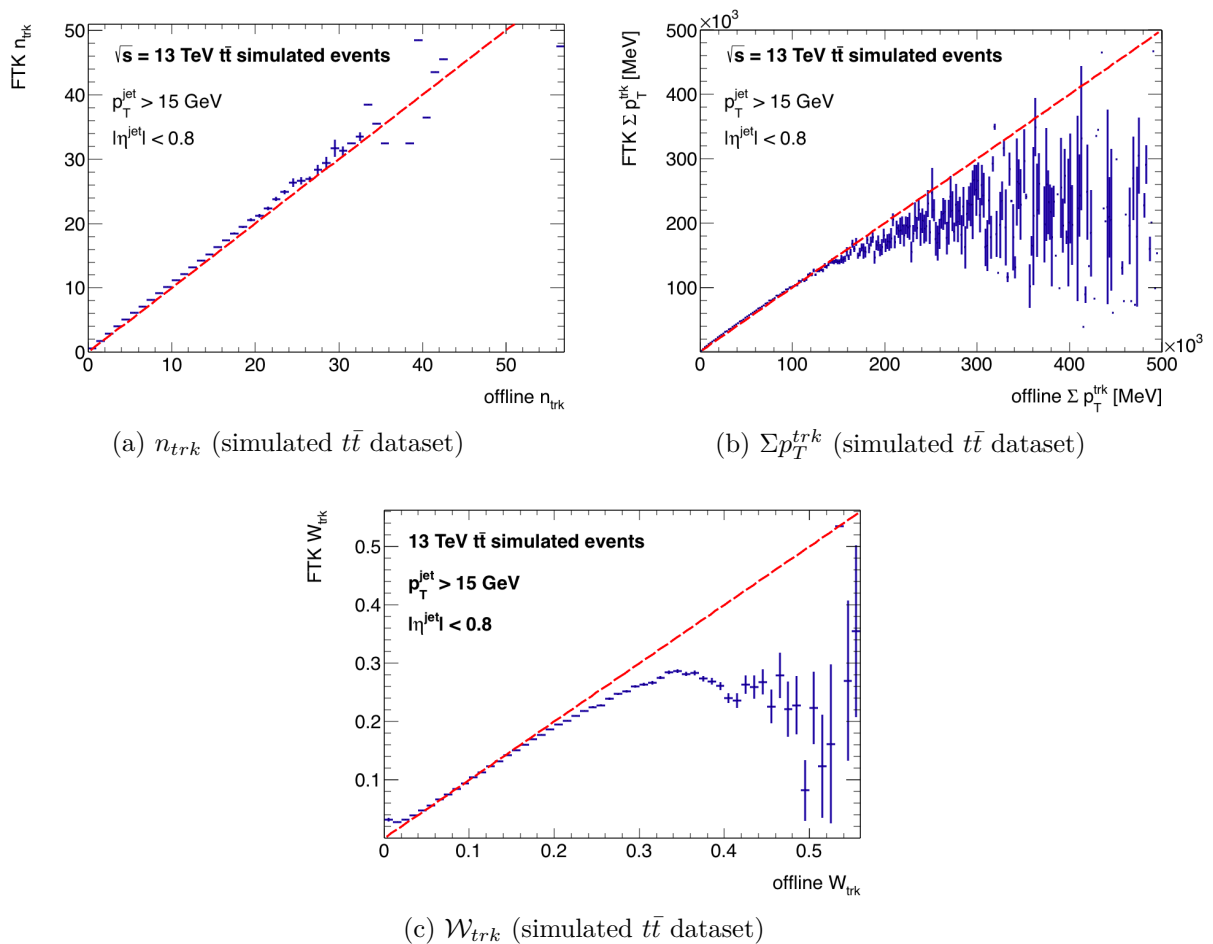 50
40
30
20
10
0
FTK n_trk
√s = 13 TeV tt̄ simulated events
p_T^jet > 15 GeV
|η^jet| < 0.8
0 10 20 30 40 50
offline n_trk
(a) n_trk (simulated tt̄ dataset)
×10³
500
400
300
200
100
FTK Σ p_T^trk [MeV]
√s = 13 TeV tt̄ simulated events
p_T^jet > 15 GeV
|η^jet| < 0.8
0 100 200 300 400 500
×10³
offline Σ p_T^trk [MeV]
(b) Σp_T^trk (simulated tt̄ dataset)
0.5
0.4
0.3
0.2
0.1
FTK W_trk
13 TeV tt̄ simulated events
p_T^jet > 15 GeV
|η^jet| < 0.8
0 0.1 0.2 0.3 0.4 0.5
offline W_trk
(c) 𝒲_trk (simulated tt̄ dataset)